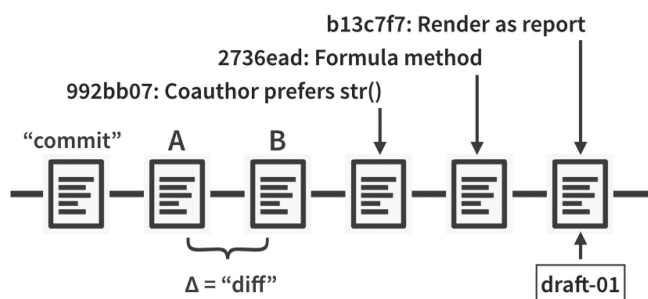 b13c7f7: Render as report
2736ead: Formula method
992bb07: Coauthor prefers str()
“commit” A B
Δ = “diff”
draft-01